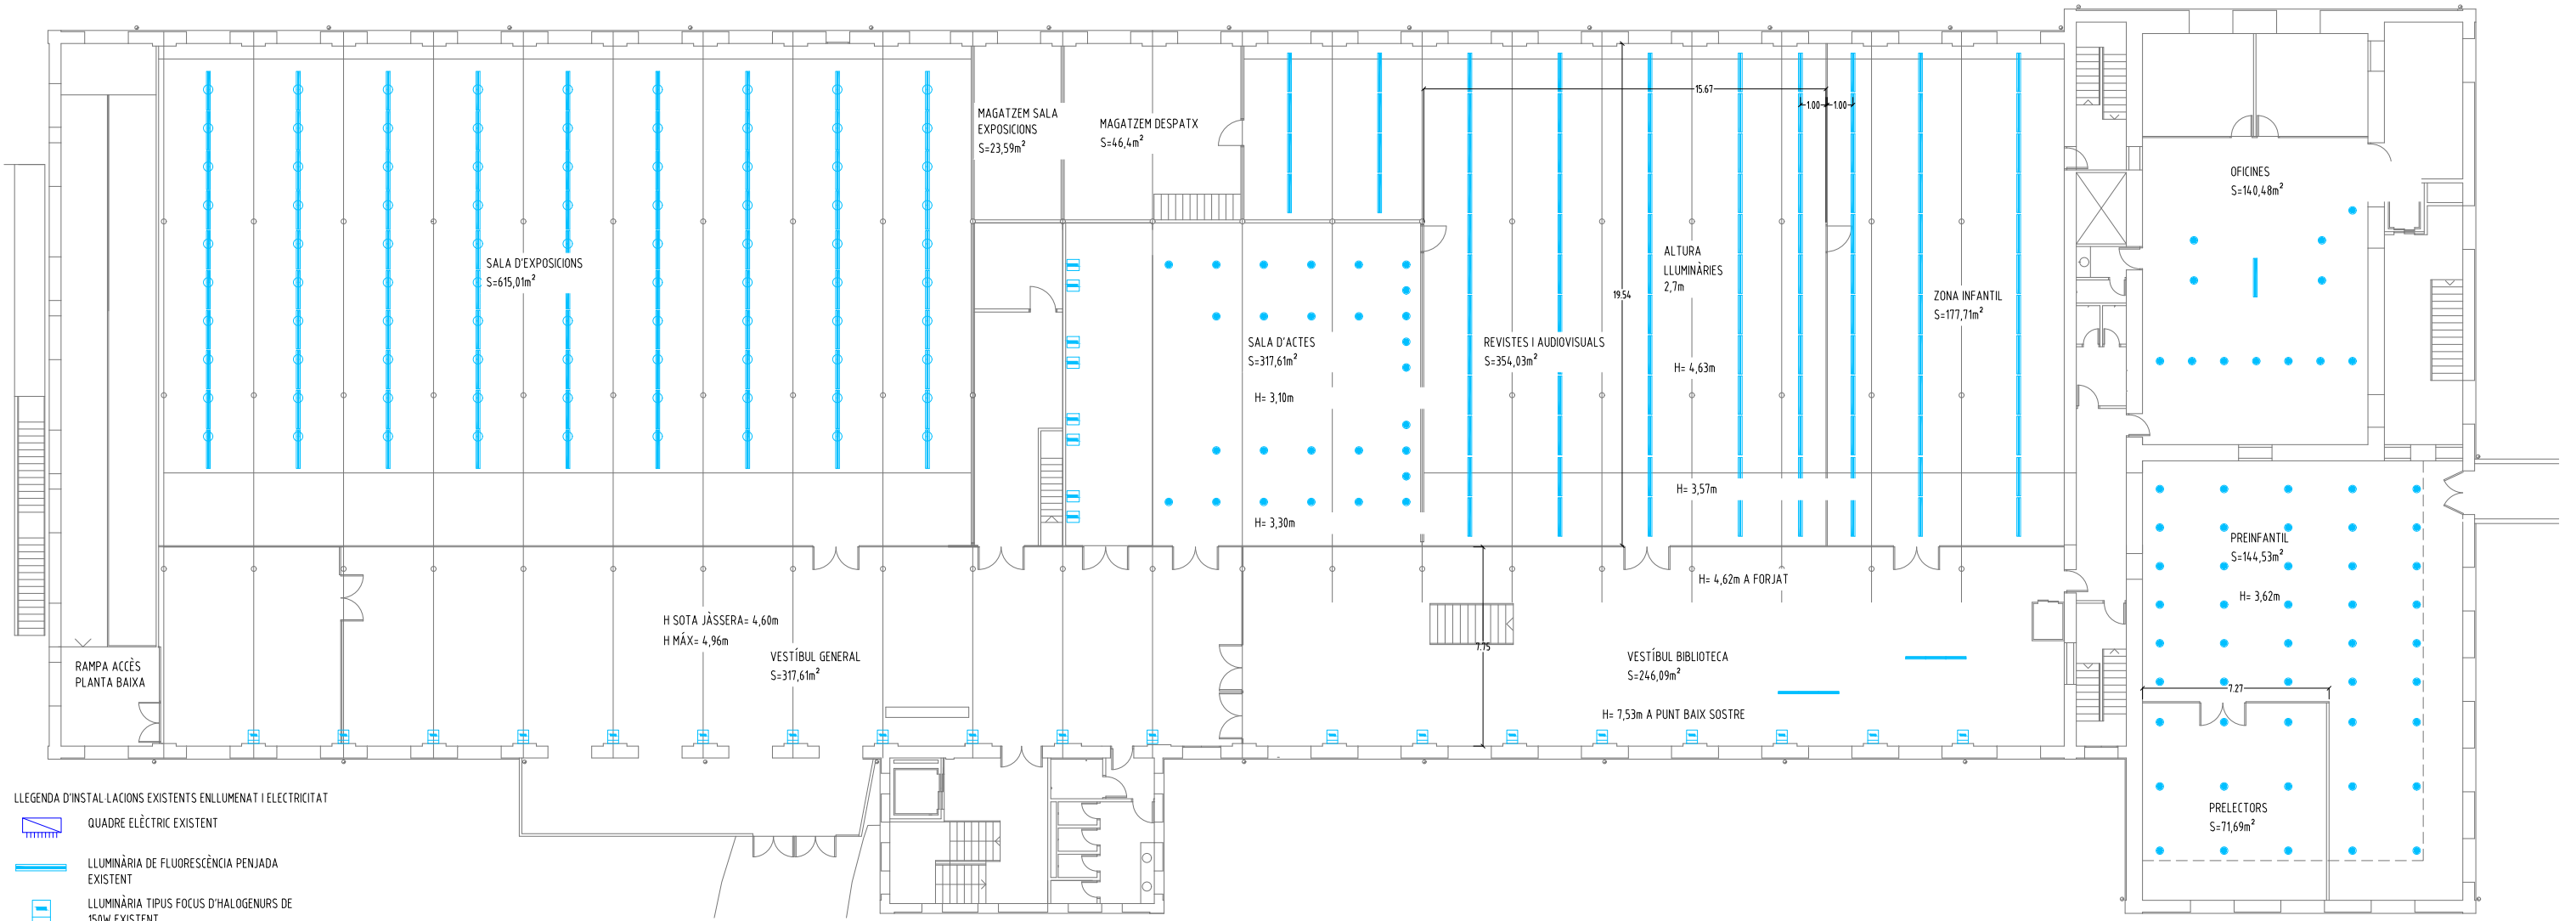 MAGATZEM SALA
EXPOSICIONS
S=23,59m²
MAGATZEM DESPATX
S=46,4m²
15.67
1.00
1.00
OFICINES
S=140,48m²
SALA D'EXPOSICIONS
S=615,01m²
ALTURA
LLUMINÀRIES
2,7m
19.54
ZONA INFANTIL
S=177,71m²
SALA D'ACTES
S=317,61m²
REVISTES I AUDIOVISUALS
S=354,03m²
H= 4,63m
H= 3,10m
H= 3,57m
H= 3,30m
PREINFANTIL
S=144,53m²
H= 3,62m
H= 4,62m A FORJAT
H SOTA JÀSSERA= 4,60m
H MÁX= 4,96m
VESTÍBUL GENERAL
S=317,61m²
7.75
VESTÍBUL BIBLIOTECA
S=246,09m²
RAMPA ACCÈS
PLANTA BAIXA
7.27
H= 7,53m A PUNT BAIX SOSTRE
PRELECTORS
S=71,69m²
LLEGENDA D'INSTAL·LACIONS EXISTENTS ENLLUMENAT I ELECTRICITAT
QUADRE ELÈCTRIC EXISTENT
LLUMINÀRIA DE FLUORESCÈNCIA PENJADA
EXISTENT
LLUMINÀRIA TIPUS FOCUS D'HALOGENURS DE
150W EXISTENT